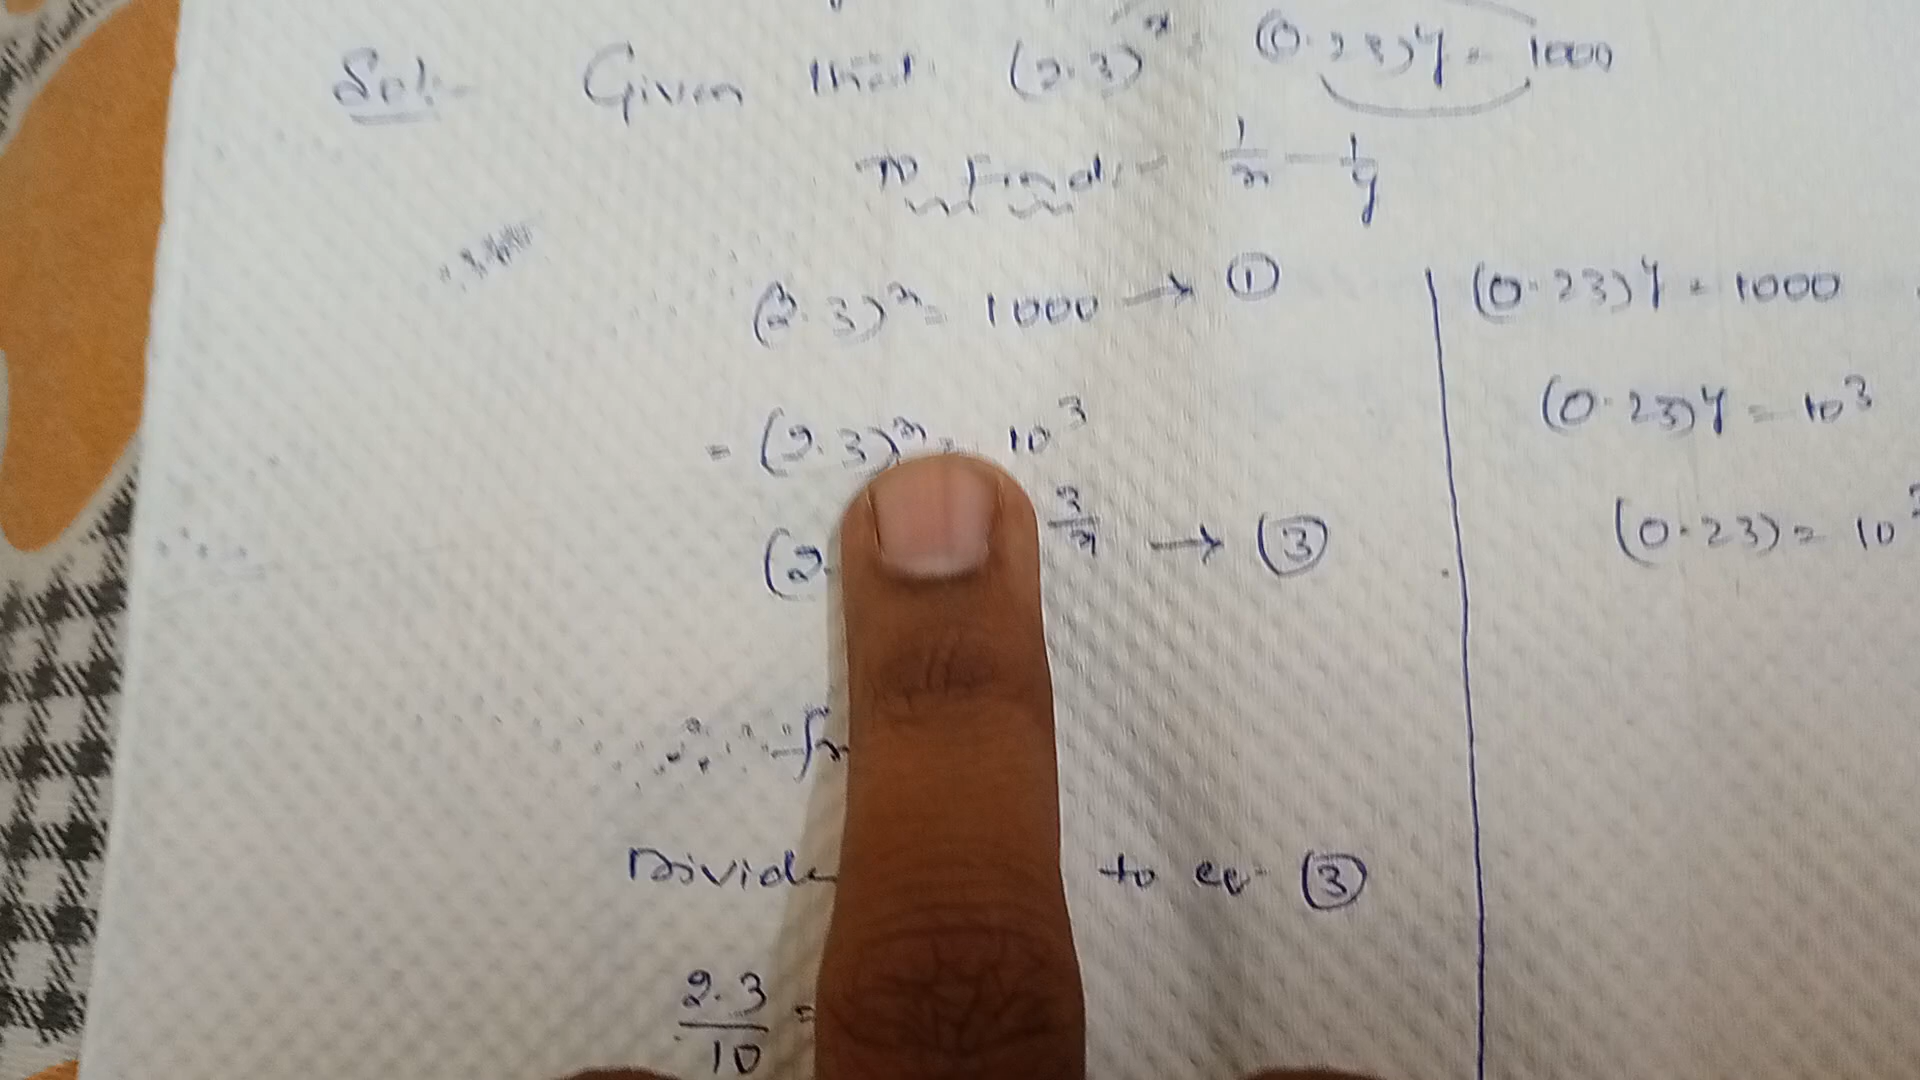 Sol:- Given that (2.3)^x = (0.23)^y = 1000
To Find:- 1/x - 1/y
(2.3)^x = 1000 → ①
= (2.3)^x = 10^3
(2. 3/x → ③
Divide to eq ③
2.3/10 =
(0.23)^y = 1000
(0.23)^y = 10^3
(0.23) = 10